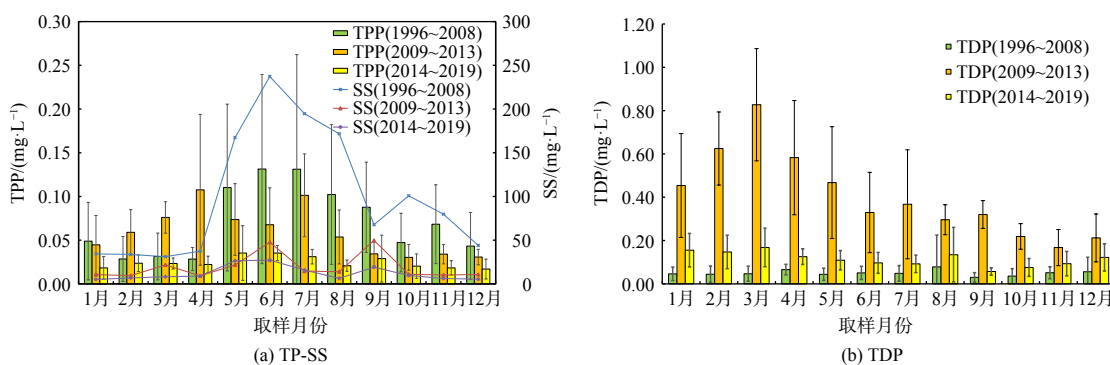 0.30
0.25
0.20
0.15
0.10
0.05
0.00
TPP/(mg·L⁻¹)
TPP(1996~2008)
TPP(2009~2013)
TPP(2014~2019)
SS(1996~2008)
SS(2009~2013)
SS(2014~2019)
300
250
200
150
100
50
0
SS/(mg·L⁻¹)
1月 2月 3月 4月 5月 6月 7月 8月 9月 10月 11月 12月
取样月份
(a) TP-SS
1.20
1.00
0.80
0.60
0.40
0.20
0.00
TDP/(mg·L⁻¹)
TDP(1996~2008)
TDP(2009~2013)
TDP(2014~2019)
1月 2月 3月 4月 5月 6月 7月 8月 9月 10月 11月 12月
取样月份
(b) TDP